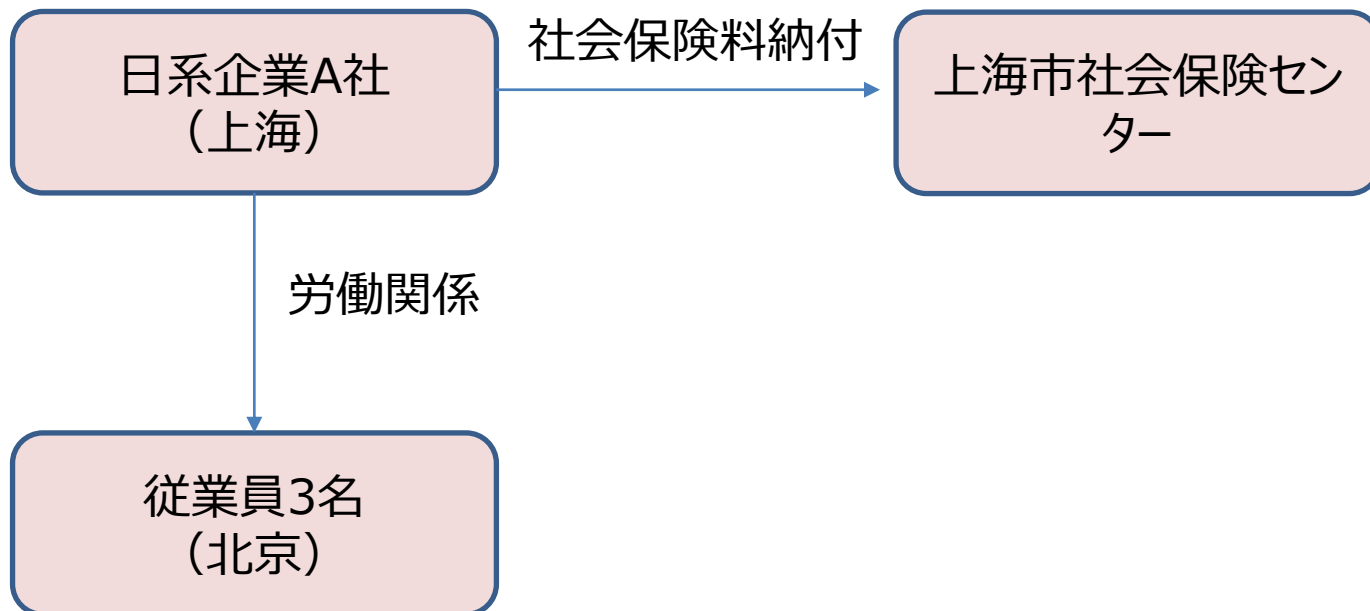 日系企業A社
（上海）
社会保険料納付
上海市社会保険セン
ター
労働関係
従業員3名
（北京）